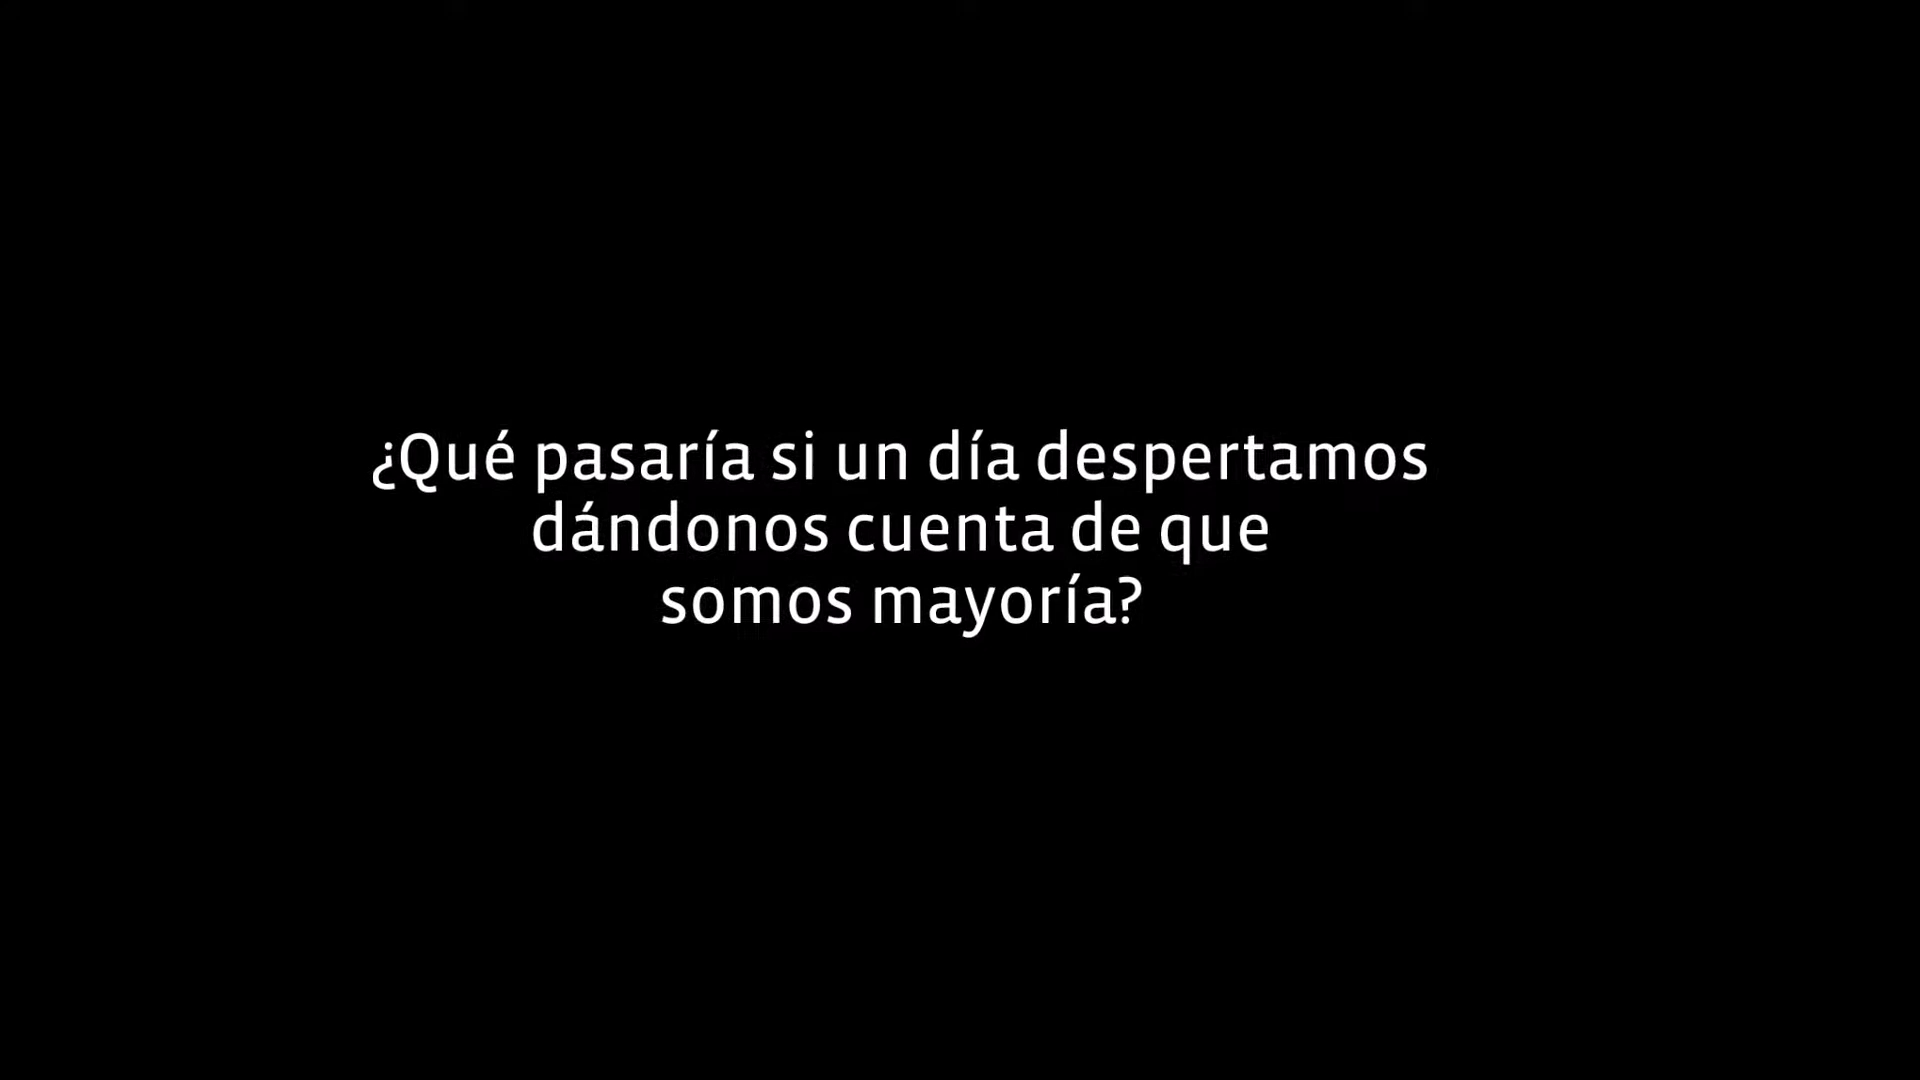 ¿Qué pasaría si un día despertamos
dándonos cuenta de que
somos mayoría?